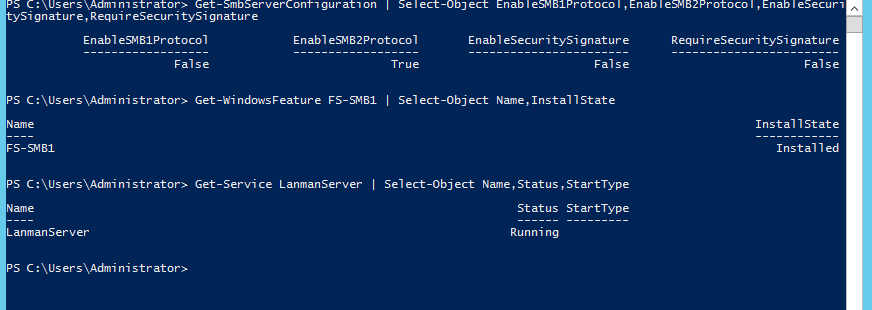 PS C:\Users\Administrator> Get-SmbServerConfiguration | Select-Object EnableSMB1Protocol,EnableSMB2Protocol,EnableSecuri
tySignature,RequireSecuritySignature
EnableSMB1Protocol EnableSMB2Protocol EnableSecuritySignature RequireSecuritySignature
------------------ ------------------ ----------------------- ------------------------
False True False False
PS C:\Users\Administrator> Get-WindowsFeature FS-SMB1 | Select-Object Name,InstallState
Name InstallState
---- ------------
FS-SMB1 Installed
PS C:\Users\Administrator> Get-Service LanmanServer | Select-Object Name,Status,StartType
Name Status StartType
---- ------ ---------
LanmanServer Running
PS C:\Users\Administrator>